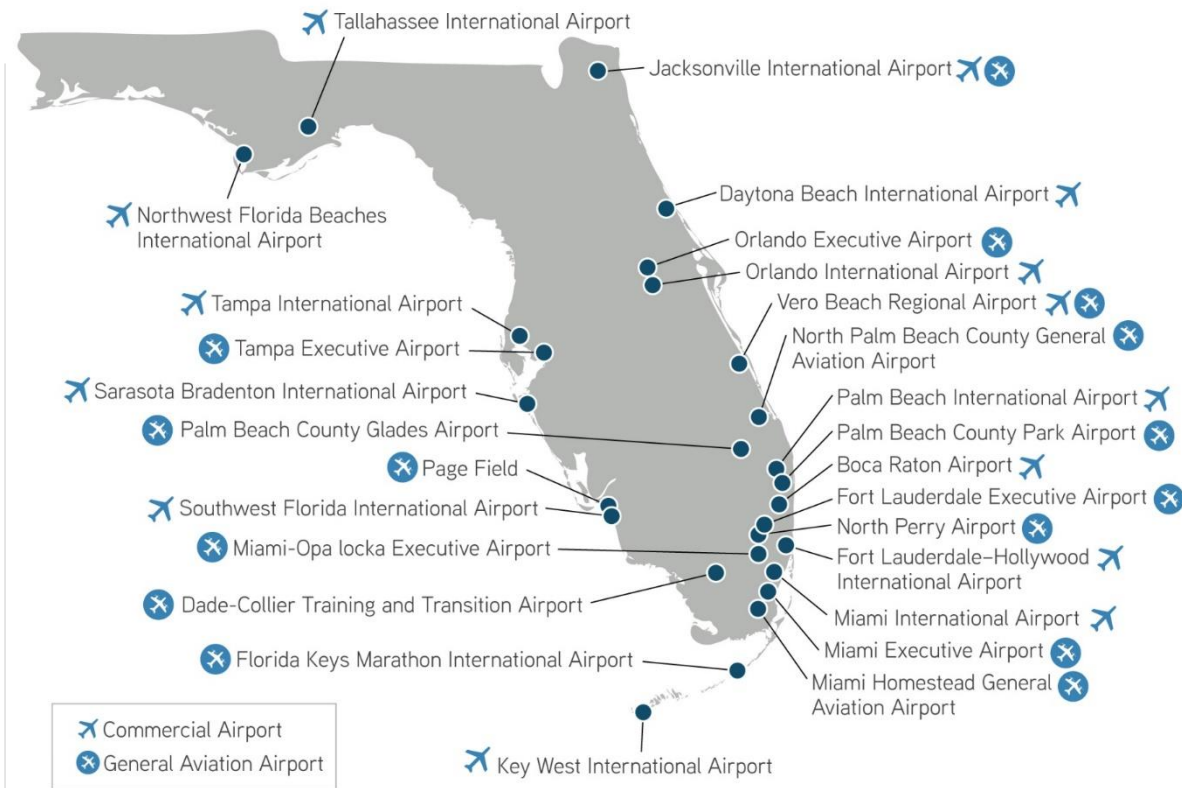 Tallahassee International Airport
Jacksonville International Airport
Daytona Beach International Airport
Northwest Florida Beaches
International Airport
Orlando Executive Airport
Orlando International Airport
Tampa International Airport
Vero Beach Regional Airport
Tampa Executive Airport
North Palm Beach County General
Aviation Airport
Sarasota Bradenton International Airport
Palm Beach International Airport
Palm Beach County Glades Airport
Palm Beach County Park Airport
Page Field
Boca Raton Airport
Southwest Florida International Airport
Fort Lauderdale Executive Airport
North Perry Airport
Miami-Opa locka Executive Airport
Fort Lauderdale–Hollywood
International Airport
Dade-Collier Training and Transition Airport
Miami International Airport
Miami Executive Airport
Florida Keys Marathon International Airport
Miami Homestead General
Aviation Airport
Commercial Airport
General Aviation Airport
Key West International Airport